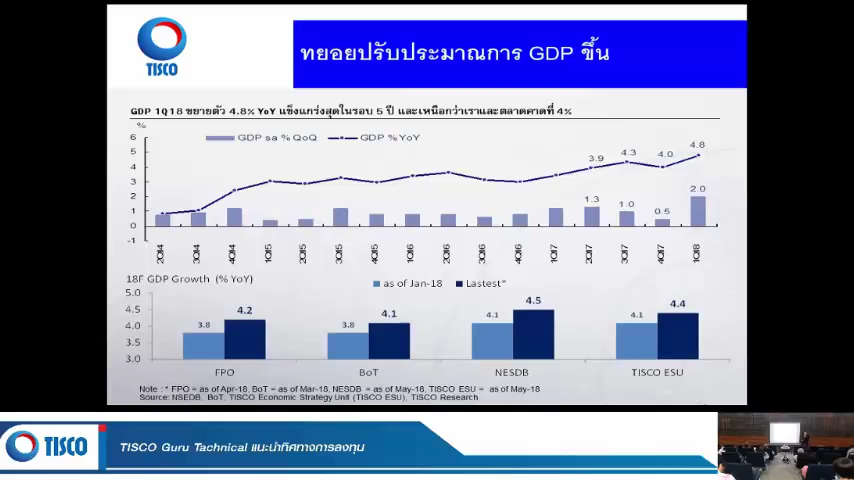 TISCO
ทยอยปรับประมาณการ GDP ขึ้น
GDP 1Q18 ขยายตัว 4.8% YoY แข็งแกร่งสุดในรอบ 5 ปี และเหนือกว่าเราและตลาดคาดที่ 4%
%
GDP sa % QoQ GDP % YoY
6
5
4
3
2
1
0
-1
3.9 4.3 4.0 4.8
1.3 1.0 0.5 2.0
2Q14 3Q14 4Q14 1Q15 2Q15 3Q15 4Q15 1Q16 2Q16 3Q16 4Q16 1Q17 2Q17 3Q17 4Q17 1Q18
18F GDP Growth (% YoY)
as of Jan-18 Lastest*
5.0
4.5
4.0
3.5
3.0
3.8 4.2 3.8 4.1 4.1 4.5 4.1 4.4
FPO BoT NESDB TISCO ESU
Note : * FPO = as of Apr-18, BoT = as of Mar-18, NESDB = as of May-18, TISCO ESU = as of May-18
Source: NSEDB, BoT, TISCO Economic Strategy Unit (TISCO ESU), TISCO Research
TISCO
TISCO Guru Tachnical แนะนำทิศทางการลงทุน